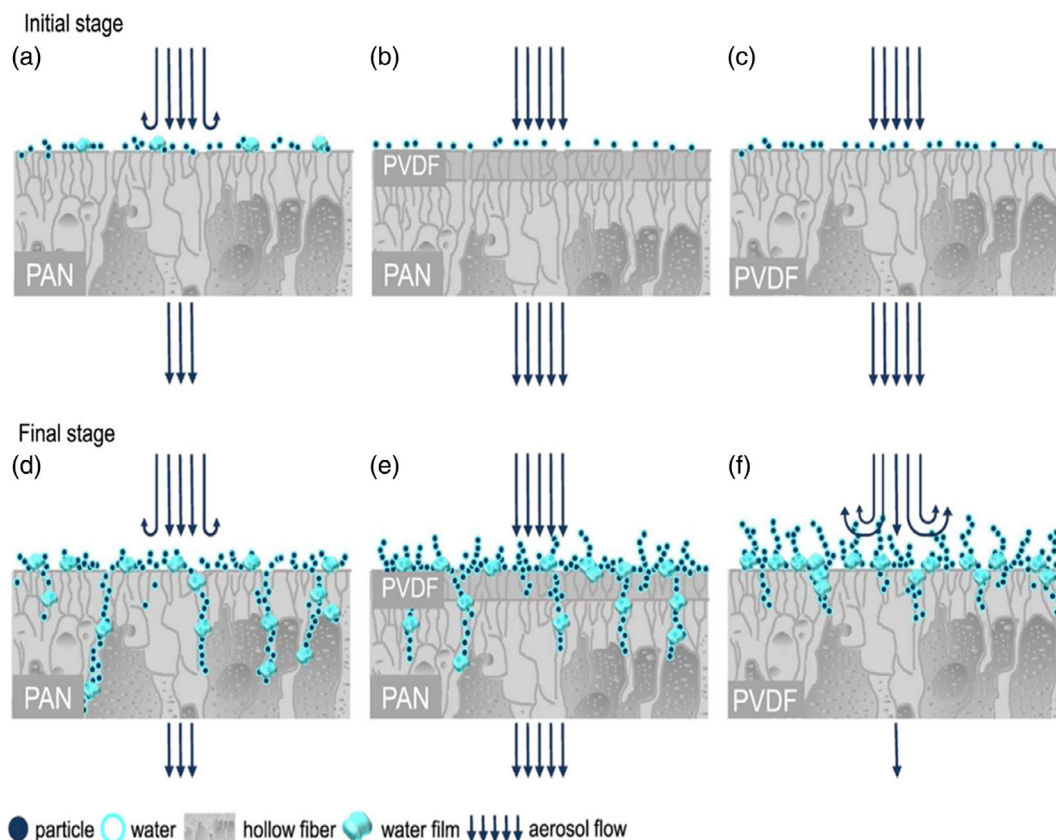 Initial stage
(a) (b) (c)
PVDF
PAN PAN PVDF
Final stage
(d) (e) (f)
PVDF
PAN PAN PVDF
particle water hollow fiber water film aerosol flow